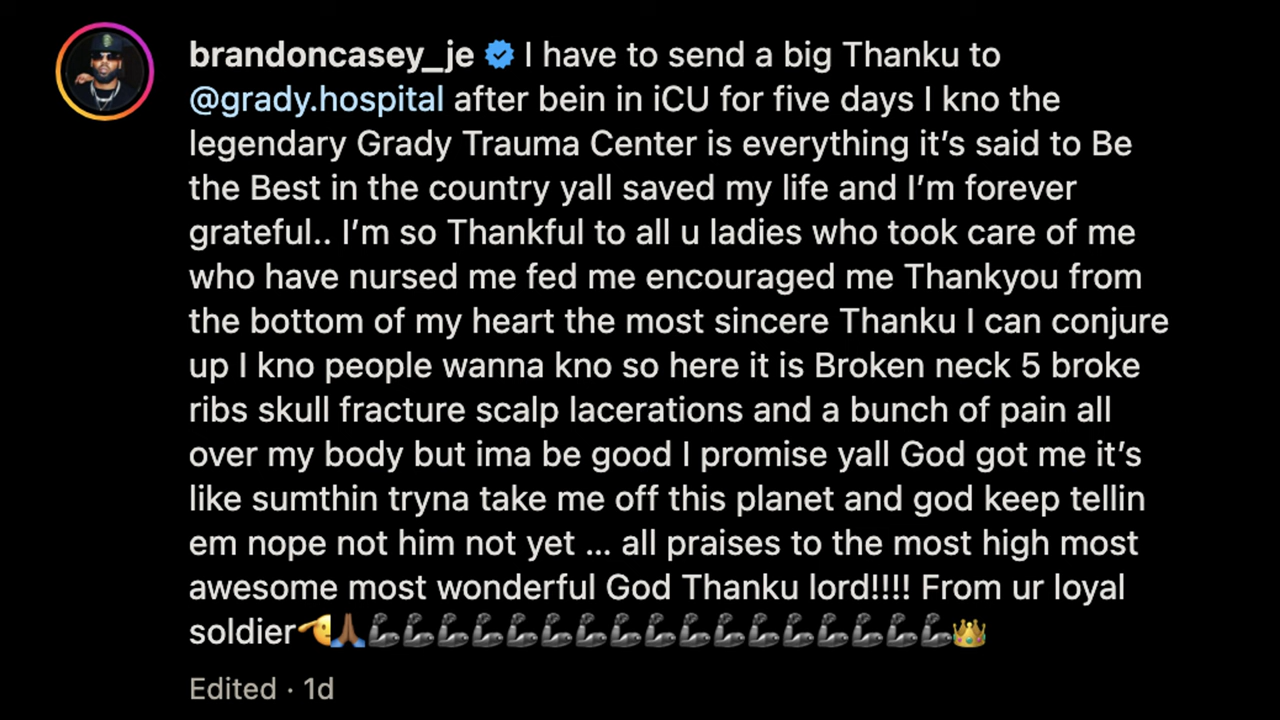 brandoncasey_je I have to send a big Thanku to
@grady.hospital after bein in iCU for five days I kno the
legendary Grady Trauma Center is everything it’s said to Be
the Best in the country yall saved my life and I’m forever
grateful.. I’m so Thankful to all u ladies who took care of me
who have nursed me fed me encouraged me Thankyou from
the bottom of my heart the most sincere Thanku I can conjure
up I kno people wanna kno so here it is Broken neck 5 broke
ribs skull fracture scalp lacerations and a bunch of pain all
over my body but ima be good I promise yall God got me it’s
like sumthin tryna take me off this planet and god keep tellin
em nope not him not yet … all praises to the most high most
awesome most wonderful God Thanku lord!!!! From ur loyal
soldier🫡🙏🏾💪🏿💪🏿💪🏿💪🏿💪🏿💪🏿💪🏿💪🏿💪🏿💪🏿💪🏿💪🏿💪🏿💪🏿💪🏿💪🏿💪🏿👑
Edited · 1d